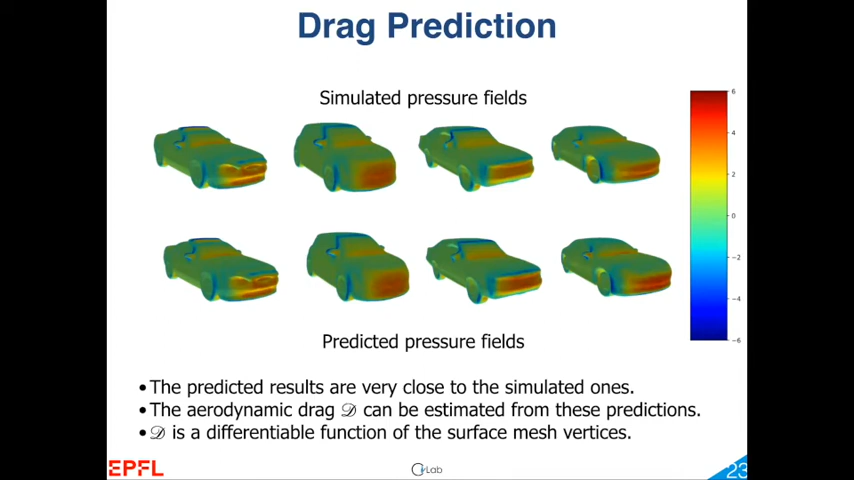 Drag Prediction
Simulated pressure fields
6
4
2
0
−2
−4
−6
Predicted pressure fields
• The predicted results are very close to the simulated ones.
• The aerodynamic drag 𝒟 can be estimated from these predictions.
• 𝒟 is a differentiable function of the surface mesh vertices.
EPFL
CVLab
23